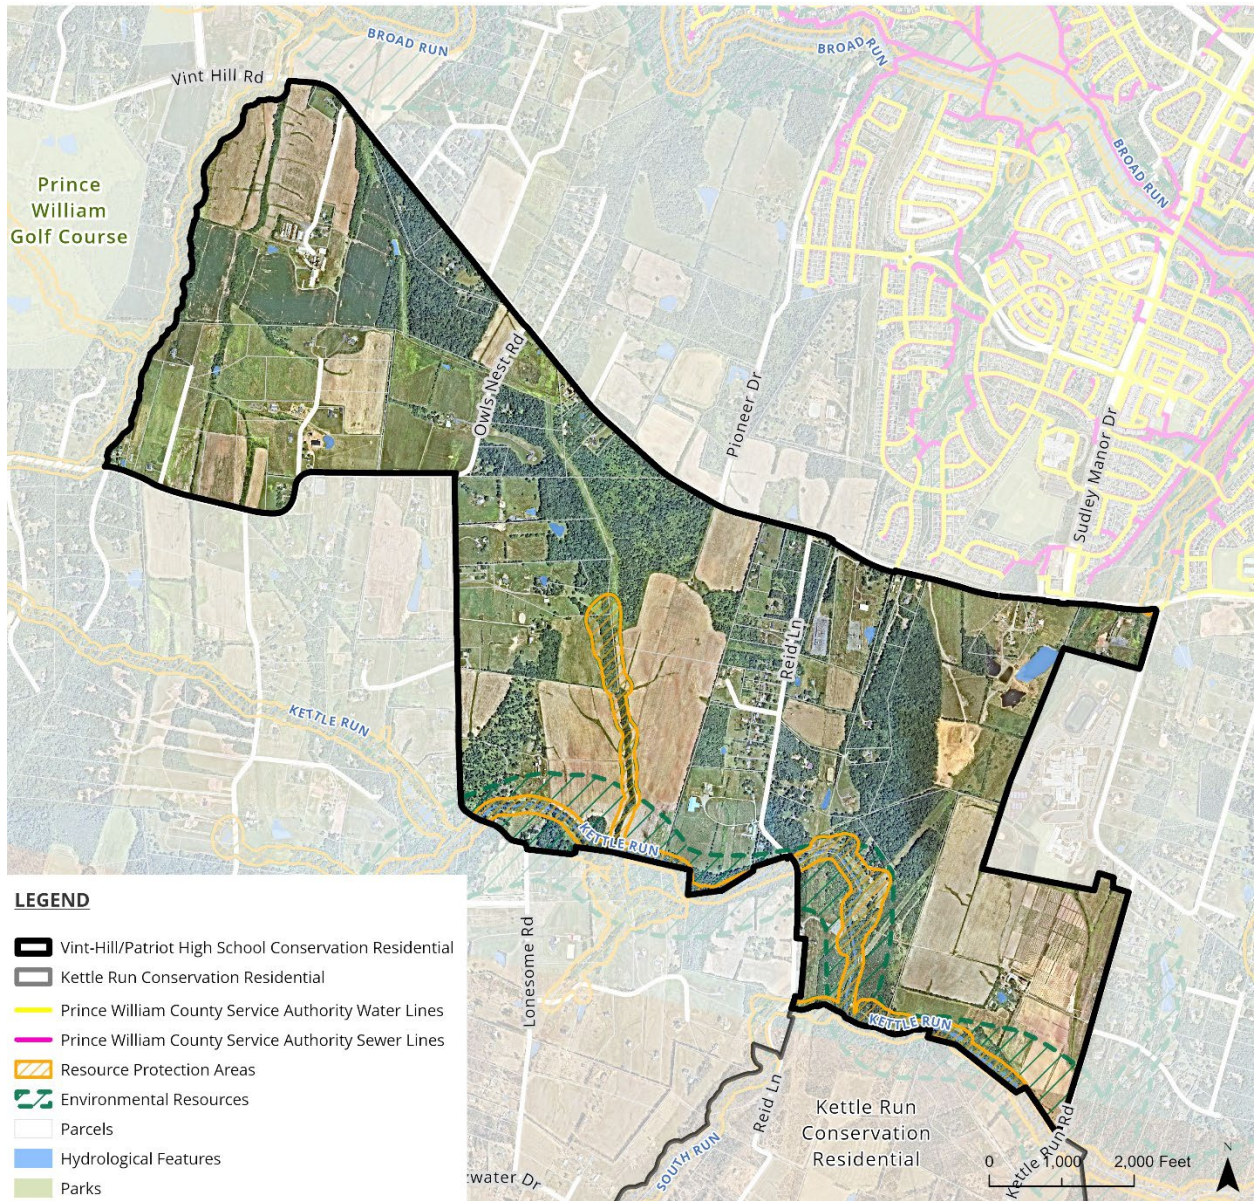 BROAD RUN
BROAD RUN
Vint Hill Rd
BROAD RUN
Prince
William
Golf Course
Owls Nest Rd
Pioneer Dr
Sudley Manor Dr
Reid Ln
KETTLE RUN
KETTLE RUN
LEGEND
Vint-Hill/Patriot High School Conservation Residential
Kettle Run Conservation Residential
Prince William County Service Authority Water Lines
Prince William County Service Authority Sewer Lines
Resource Protection Areas
Environmental Resources
Parcels
Hydrological Features
Parks
Lonesome Rd
KETTLE RUN
Reid Ln
SOUTH RUN
Kettle Run
Conservation
Residential
Kettle Run Rd
zwater Dr
N
0 1,000 2,000 Feet